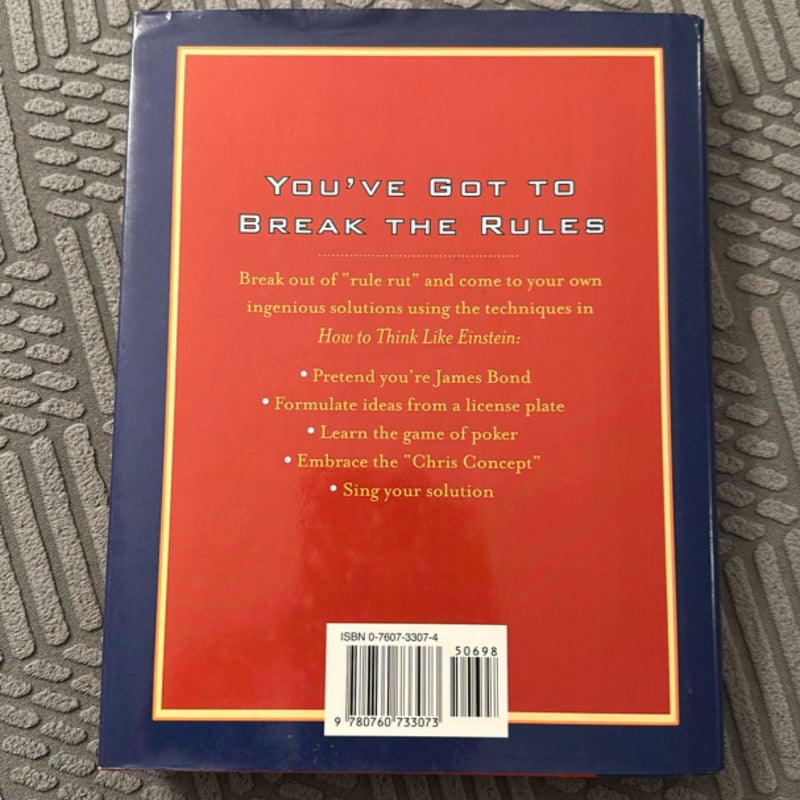 YOU'VE GOT TO
BREAK THE RULES
Break out of "rule rut" and come to your own
ingenious solutions using the techniques in
How to Think Like Einstein:
• Pretend you're James Bond
• Formulate ideas from a license plate
• Learn the game of poker
• Embrace the "Chris Concept"
• Sing your solution
ISBN 0-7607-3307-4
50698
9 780760 733073